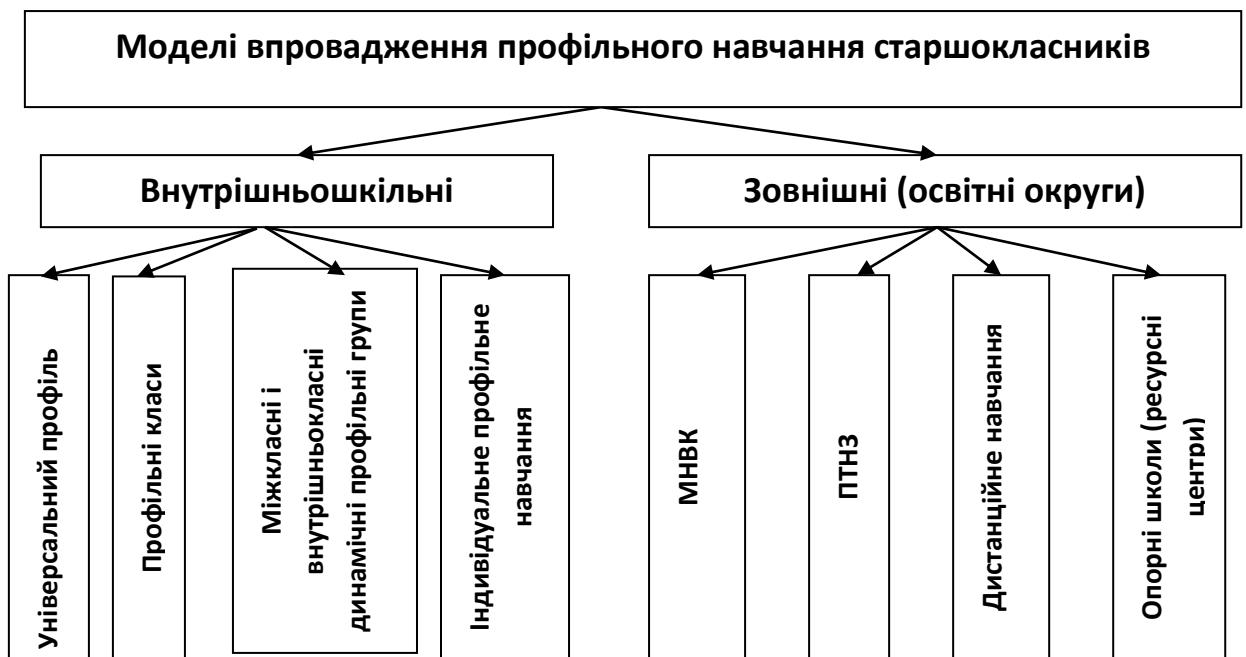 Моделі впровадження профільного навчання старшокласників
Внутрішньошкільні
Зовнішні (освітні округи)
Універсальний профіль
Профільні класи
Міжкласні і
внутрішньокласні
динамічні профільні групи
Індивідуальне профільне
навчання
МНВК
ПТНЗ
Дистанційне навчання
Опорні школи (ресурсні
центри)